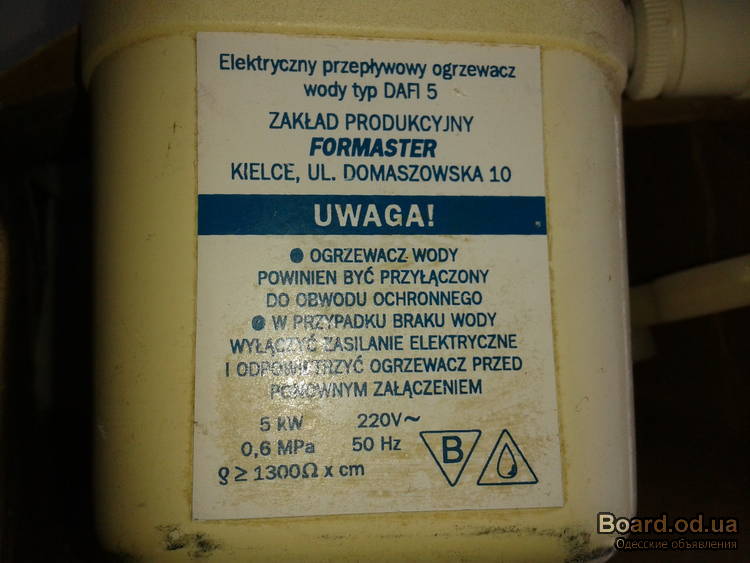 Elektryczny przepływowy ogrzewacz
wody typ DAFI 5
ZAKŁAD PRODUKCYJNY
FORMASTER
KIELCE, UL. DOMASZOWSKA 10
UWAGA!
● OGRZEWACZ WODY
POWINIEN BYĆ PRZYŁĄCZONY
DO OBWODU OCHRONNEGO
● W PRZYPADKU BRAKU WODY
WYŁĄCZYĆ ZASILANIE ELEKTRYCZNE
I ODPOWIETRZYĆ OGRZEWACZ PRZED
PONOWNYM ZAŁĄCZENIEM
5 kW 220V~
0,6 MPa 50 Hz
ϱ ≥ 1300Ω x cm
B
Board.od.ua
Одесские объявления